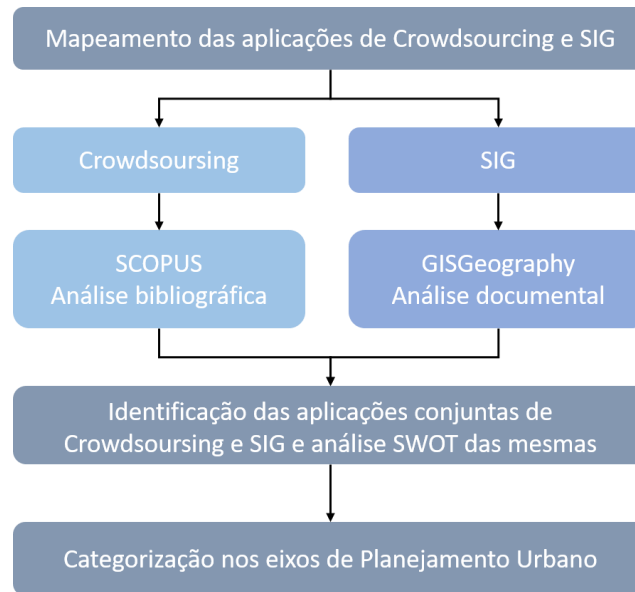 Mapeamento das aplicações de Crowdsourcing e SIG
Crowdsoursing
SIG
SCOPUS
Análise bibliográfica
GISGeography
Análise documental
Identificação das aplicações conjuntas de
Crowdsoursing e SIG e análise SWOT das mesmas
Categorização nos eixos de Planejamento Urbano